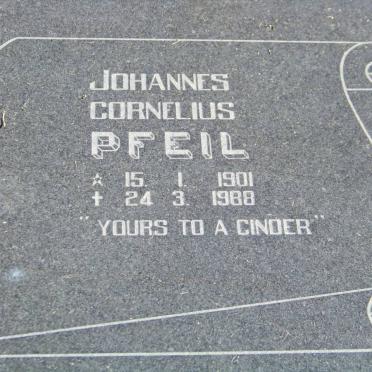 JOHANNES
CORNELIUS
PFEIL
☆ 15. 1. 1901
✝ 24 3. 1988
"YOURS TO A CINDER"